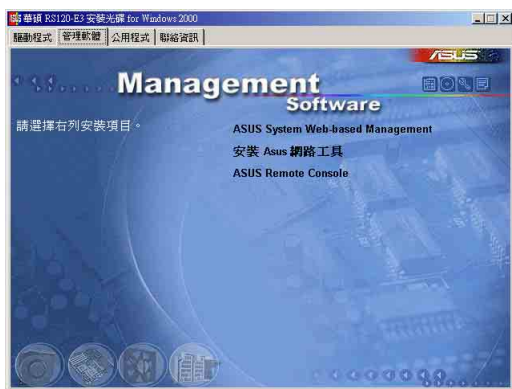 華碩 RS120-E3 安裝光碟 for Windows 2000
驅動程式 管理軟體 公用程式 聯絡資訊
ASUS
Management
Software
請選擇右列安裝項目。
ASUS System Web-based Management
安裝 Asus 網路工具
ASUS Remote Console